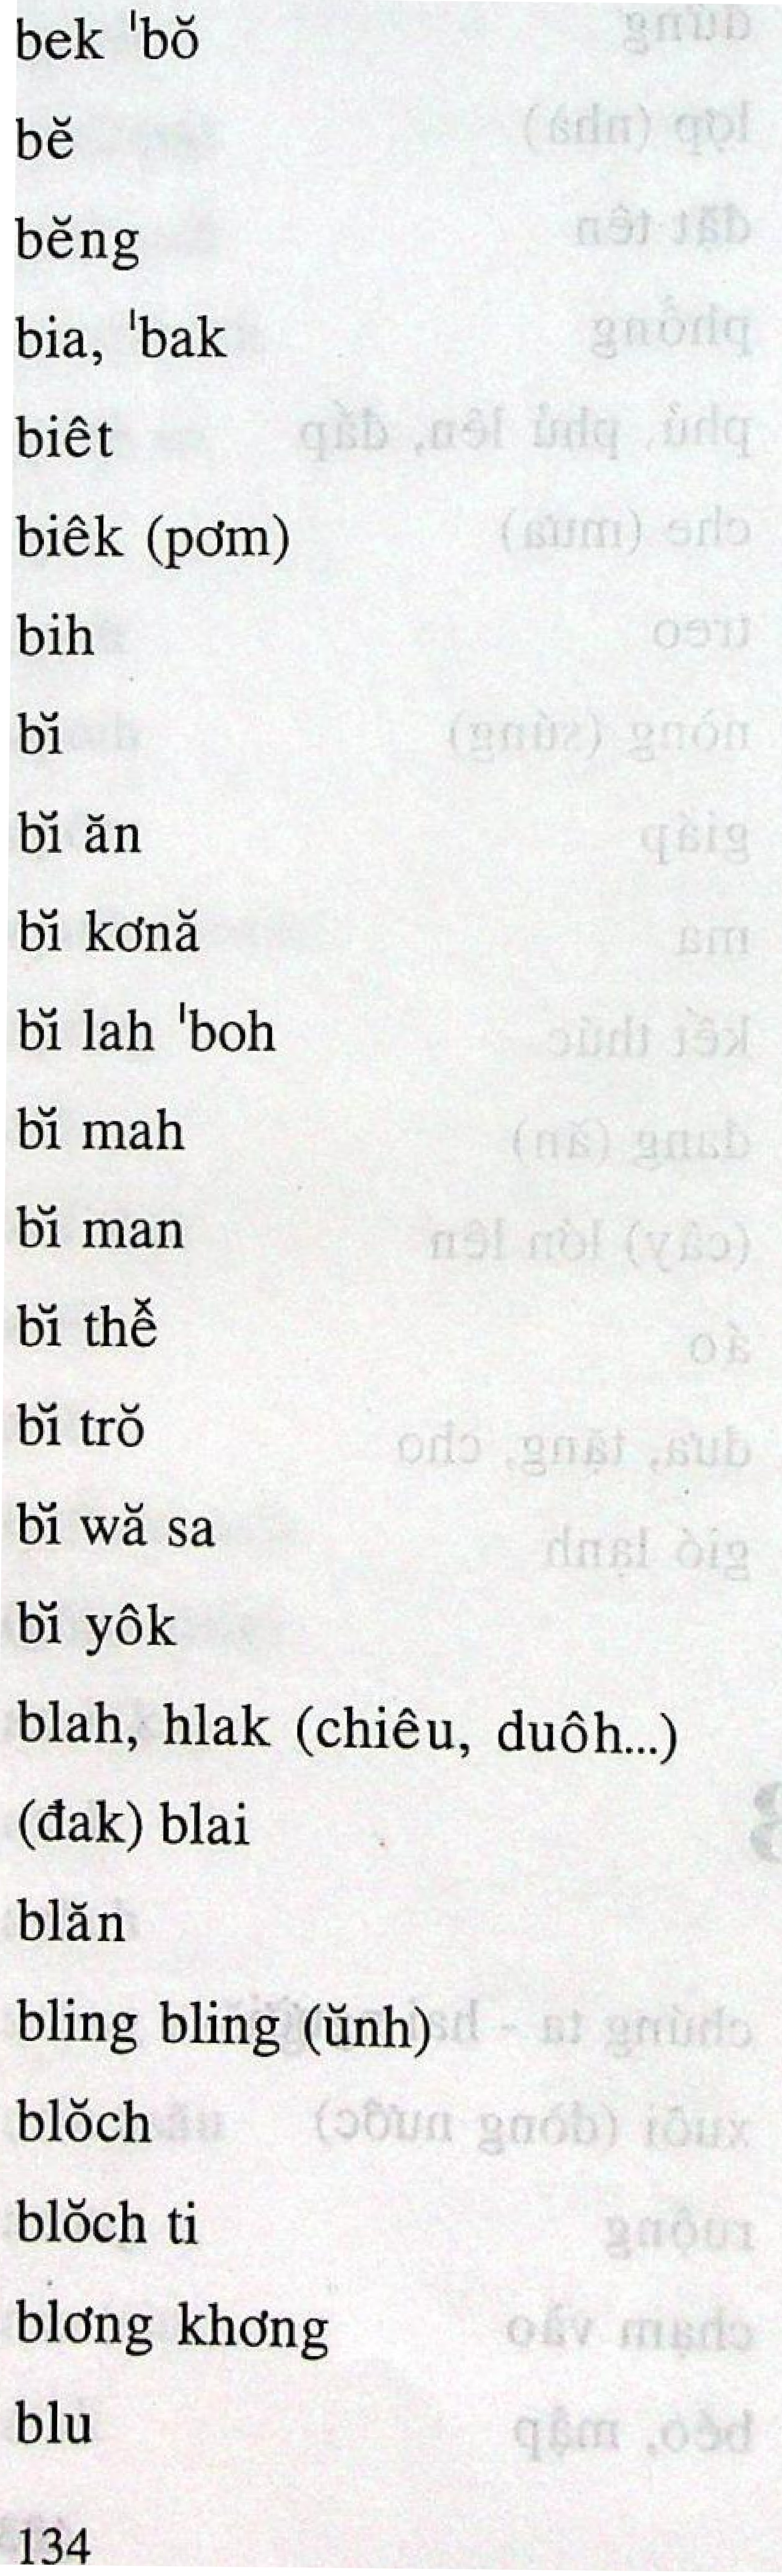 bek ˈbŏ
bĕ
bĕng
bia, ˈbak
biêt
biêk (pơm)
bih
bĭ
bĭ ăn
bĭ kơnă
bĭ lah ˈboh
bĭ mah
bĭ man
bĭ thê̆
bĭ trŏ
bĭ wă sa
bĭ yôk
blah, hlak (chiêu, duôh...)
(đak) blai
blăn
bling bling (ŭnh)
blŏch
blŏch ti
blơng khơng
blu
134